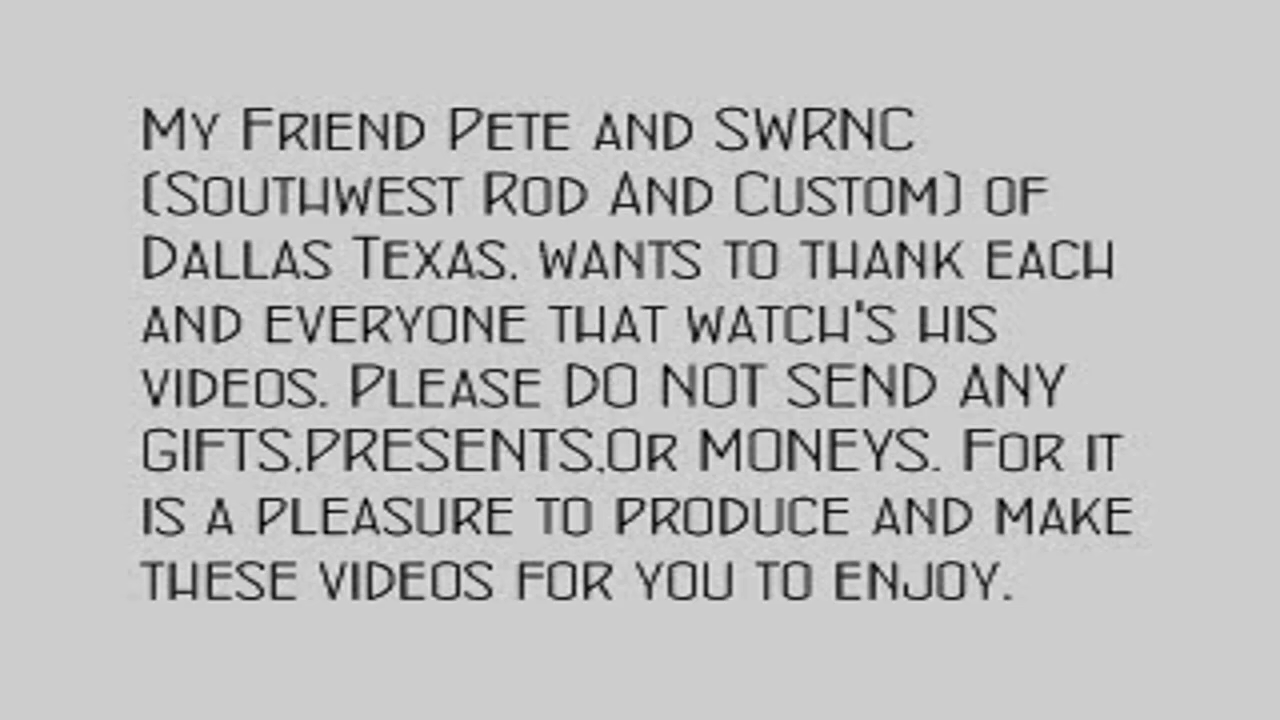 My Friend Pete and SWRNC
(Southwest Rod And Custom) of
Dallas Texas. wants to thank each
and everyone that watch's his
videos. Please DO NOT SEND ANY
GIFTS.PRESENTS.Or MONEYS. For it
is a pleasure to produce and make
these videos for you to enjoy.